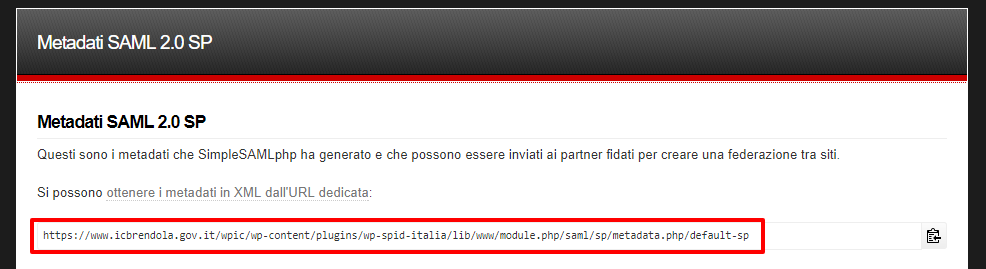 Metadati SAML 2.0 SP
Metadati SAML 2.0 SP
Questi sono i metadati che SimpleSAMLphp ha generato e che possono essere inviati ai partner fidati per creare una federazione tra siti.
Si possono ottenere i metadati in XML dall'URL dedicata:
https://www.icbrendola.gov.it/wpic/wp-content/plugins/wp-spid-italia/lib/www/module.php/saml/sp/metadata.php/default-sp